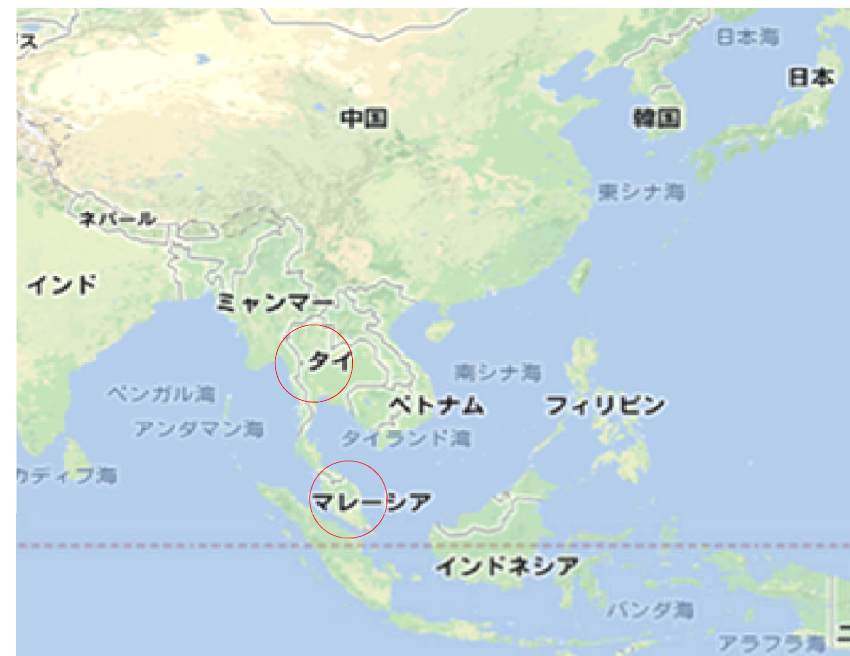 日本海
ス
日本
中国
韓国
東シナ海
ネパール
インド
ミャンマー
タイ
南シナ海
ベンガル湾
ベトナム
フィリピン
アンダマン海
タイランド湾
カディブ海
マレーシア
インドネシア
バンダ海
アラフラ海
ニ